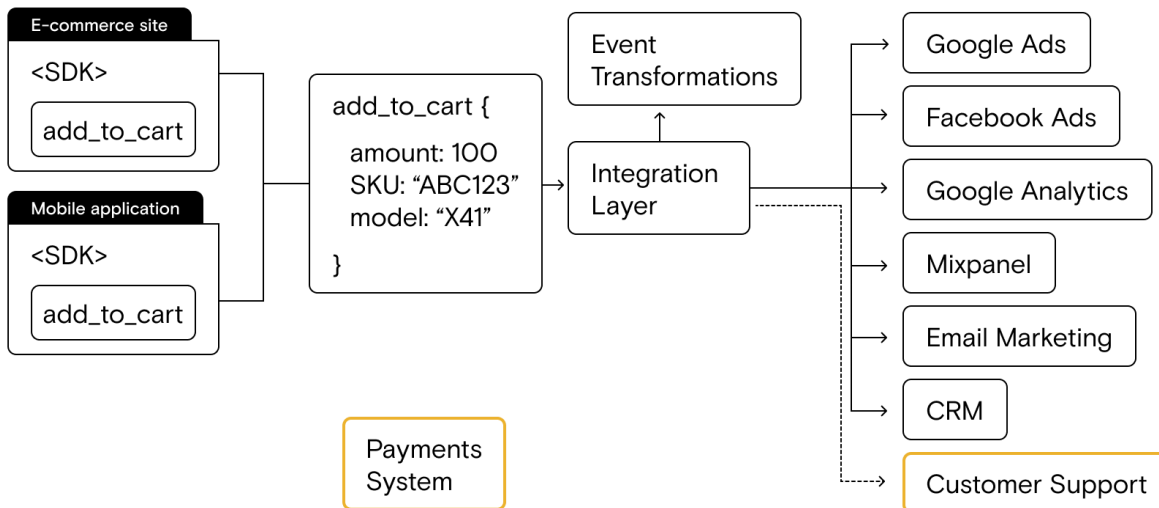 E-commerce site
<SDK>
add_to_cart
Mobile application
<SDK>
add_to_cart
add_to_cart {
amount: 100
SKU: “ABC123”
model: “X41”
}
Event
Transformations
Integration
Layer
Google Ads
Facebook Ads
Google Analytics
Mixpanel
Email Marketing
CRM
Customer Support
Payments
System